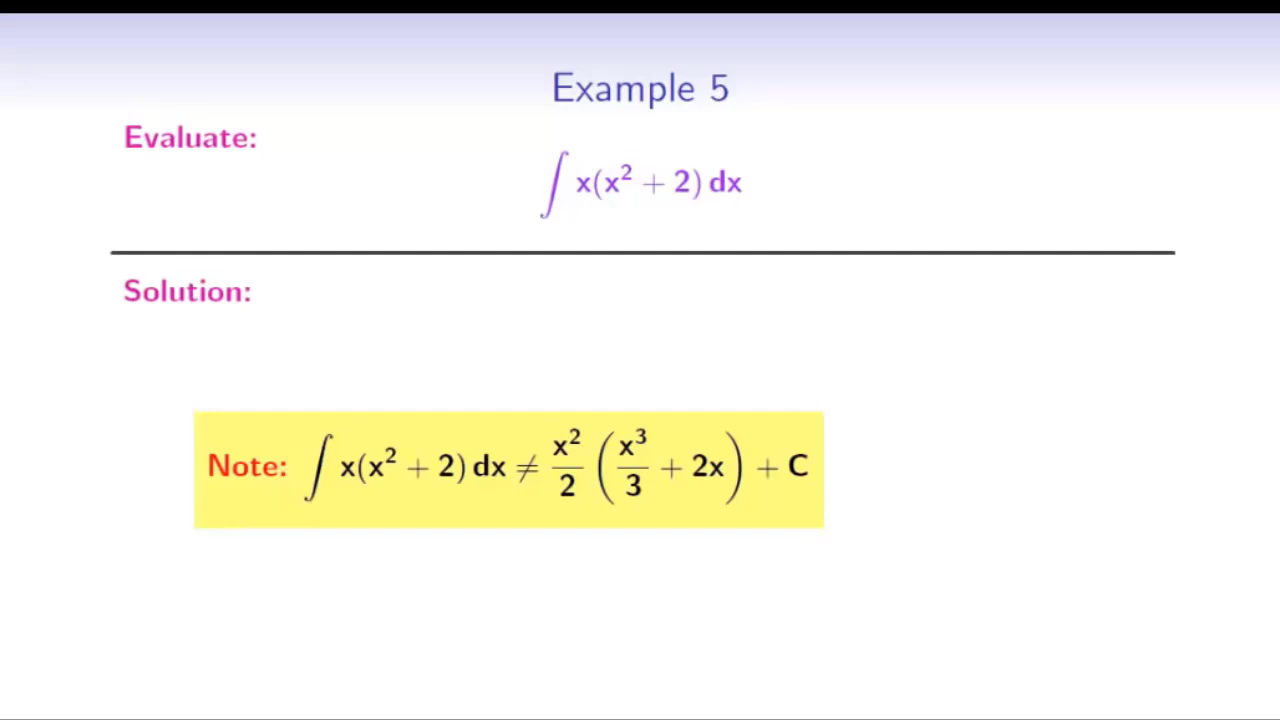 Example 5
Evaluate:
∫ x(x² + 2) dx
Solution:
Note: ∫ x(x² + 2) dx ≠ x²/2 (x³/3 + 2x) + C